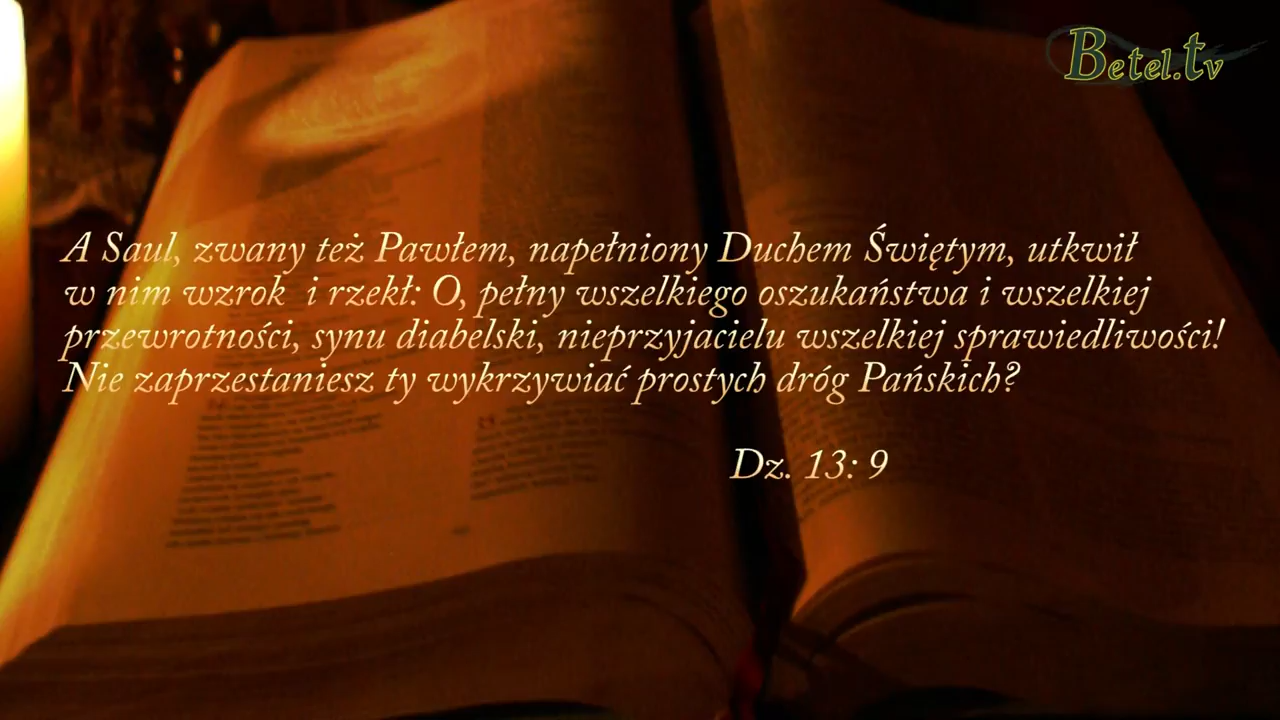 Betel.tv
A Saul, zwany też Pawłem, napełniony Duchem Świętym, utkwił
w nim wzrok i rzekł: O, pełny wszelkiego oszukaństwa i wszelkiej
przewrotności, synu diabelski, nieprzyjacielu wszelkiej sprawiedliwości!
Nie zaprzestaniesz ty wykrzywiać prostych dróg Pańskich?
Dz. 13: 9